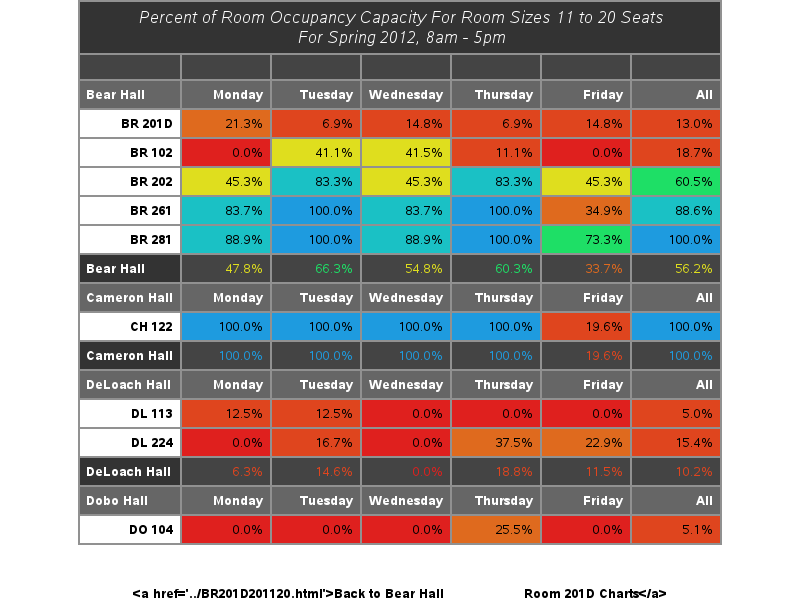 Percent of Room Occupancy Capacity For Room Sizes 11 to 20 Seats
For Spring 2012, 8am - 5pm
Bear Hall Monday Tuesday Wednesday Thursday Friday All
BR 201D 21.3% 6.9% 14.8% 6.9% 14.8% 13.0%
BR 102 0.0% 41.1% 41.5% 11.1% 0.0% 18.7%
BR 202 45.3% 83.3% 45.3% 83.3% 45.3% 60.5%
BR 261 83.7% 100.0% 83.7% 100.0% 34.9% 88.6%
BR 281 88.9% 100.0% 88.9% 100.0% 73.3% 100.0%
Bear Hall 47.8% 66.3% 54.8% 60.3% 33.7% 56.2%
Cameron Hall Monday Tuesday Wednesday Thursday Friday All
CH 122 100.0% 100.0% 100.0% 100.0% 19.6% 100.0%
Cameron Hall 100.0% 100.0% 100.0% 100.0% 19.6% 100.0%
DeLoach Hall Monday Tuesday Wednesday Thursday Friday All
DL 113 12.5% 12.5% 0.0% 0.0% 0.0% 5.0%
DL 224 0.0% 16.7% 0.0% 37.5% 22.9% 15.4%
DeLoach Hall 6.3% 14.6% 0.0% 18.8% 11.5% 10.2%
Dobo Hall Monday Tuesday Wednesday Thursday Friday All
DO 104 0.0% 0.0% 0.0% 25.5% 0.0% 5.1%
<a href='../BR201D201120.html'>Back to Bear Hall Room 201D Charts</a>